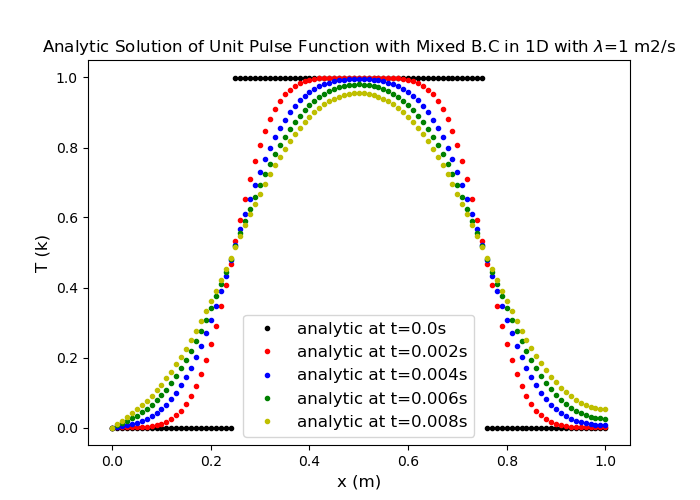 Analytic Solution of Unit Pulse Function with Mixed B.C in 1D with λ=1 m2/s
1.0
0.8
0.6
0.4
0.2
0.0
T (k)
analytic at t=0.0s
analytic at t=0.002s
analytic at t=0.004s
analytic at t=0.006s
analytic at t=0.008s
0.0 0.2 0.4 0.6 0.8 1.0
x (m)